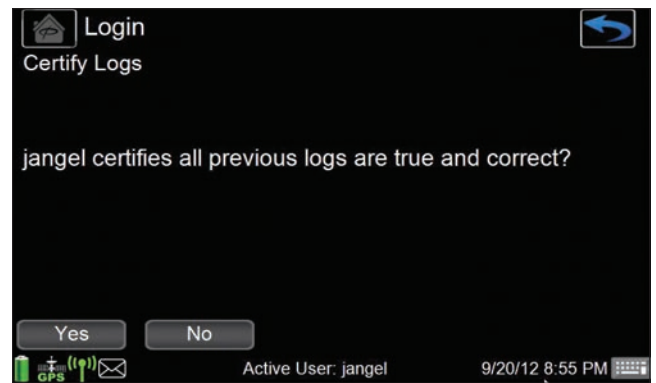 Login
Certify Logs
jangel certifies all previous logs are true and correct?
Yes No
GPS Active User: jangel 9/20/12 8:55 PM